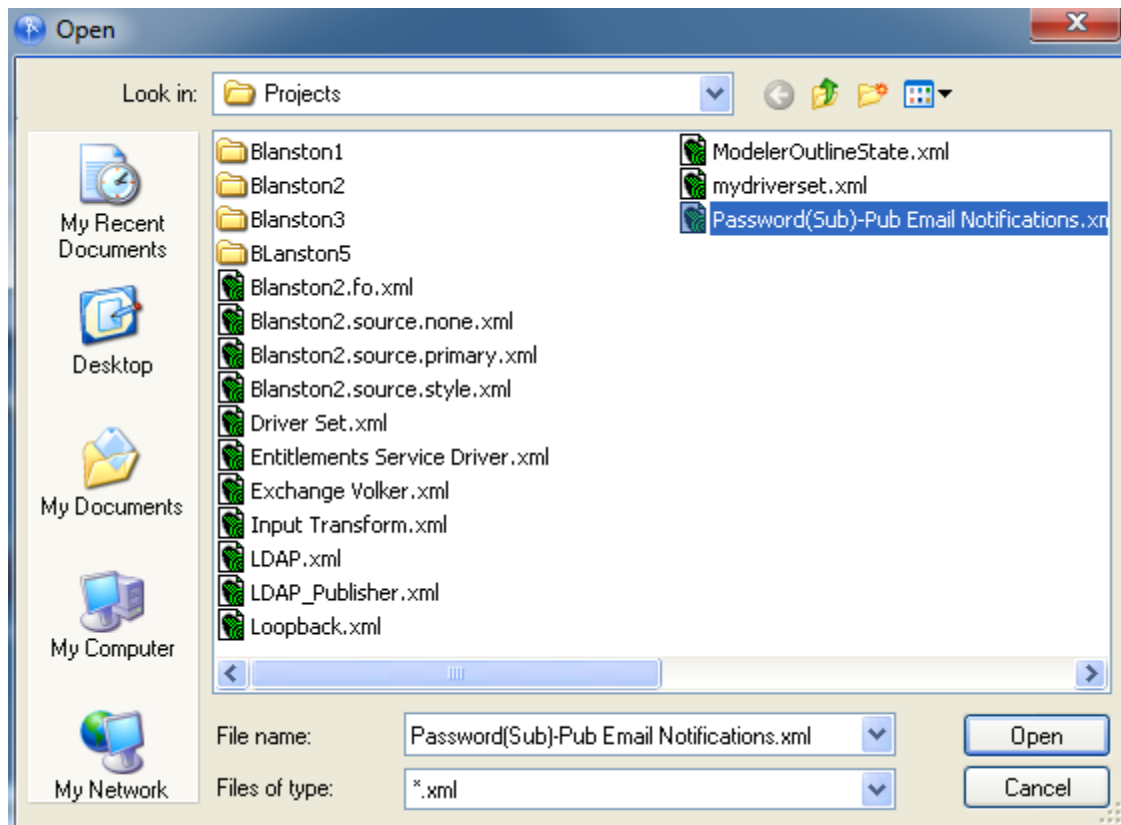 Open
Look in:
Projects
My Recent
Documents
Desktop
My Documents
My Computer
My Network
Blanston1
Blanston2
Blanston3
BLanston5
Blanston2.fo.xml
Blanston2.source.none.xml
Blanston2.source.primary.xml
Blanston2.source.style.xml
Driver Set.xml
Entitlements Service Driver.xml
Exchange Volker.xml
Input Transform.xml
LDAP.xml
LDAP_Publisher.xml
Loopback.xml
ModelerOutlineState.xml
mydriverset.xml
Password(Sub)-Pub Email Notifications.xm
File name:
Password(Sub)-Pub Email Notifications.xml
Open
Files of type:
*.xml
Cancel